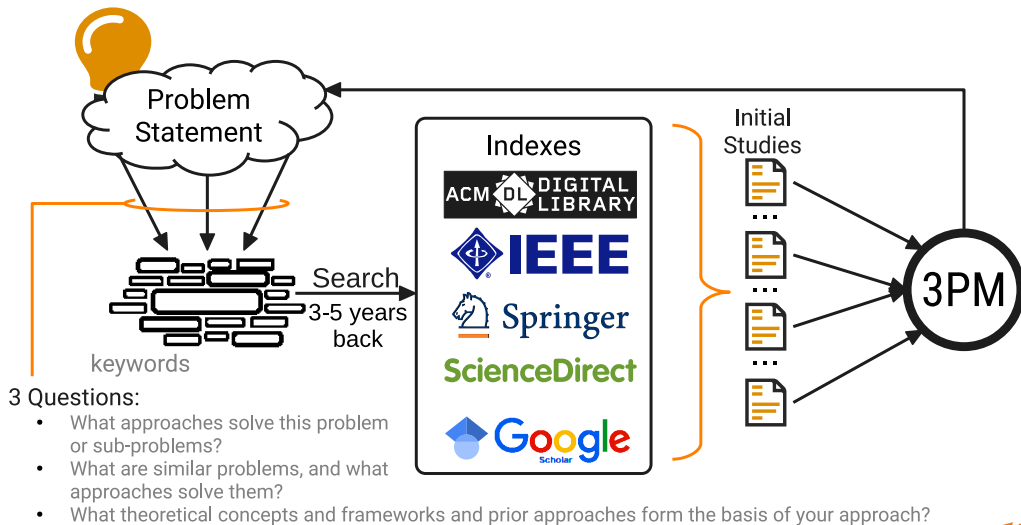 Problem
Statement
Indexes
Initial
Studies
ACM DL DIGITAL
LIBRARY
IEEE
®
Search
3-5 years
back
Springer
3PM
keywords
ScienceDirect
3 Questions:
• What approaches solve this problem
or sub-problems?
Google
Scholar
• What are similar problems, and what
approaches solve them?
• What theoretical concepts and frameworks and prior approaches form the basis of your approach?
...
...
...